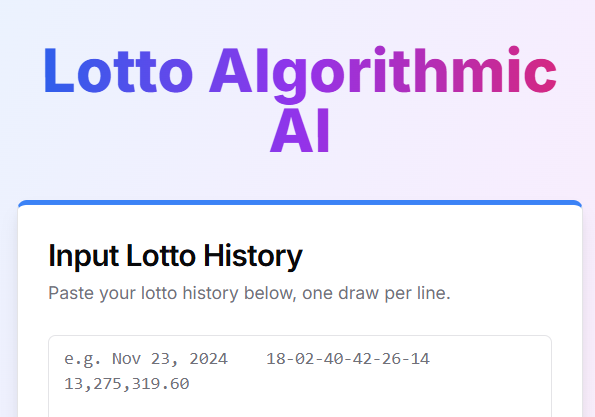 Lotto Algorithmic
AI
Input Lotto History
Paste your lotto history below, one draw per line.
e.g. Nov 23, 2024    18-02-40-42-26-14
13,275,319.60